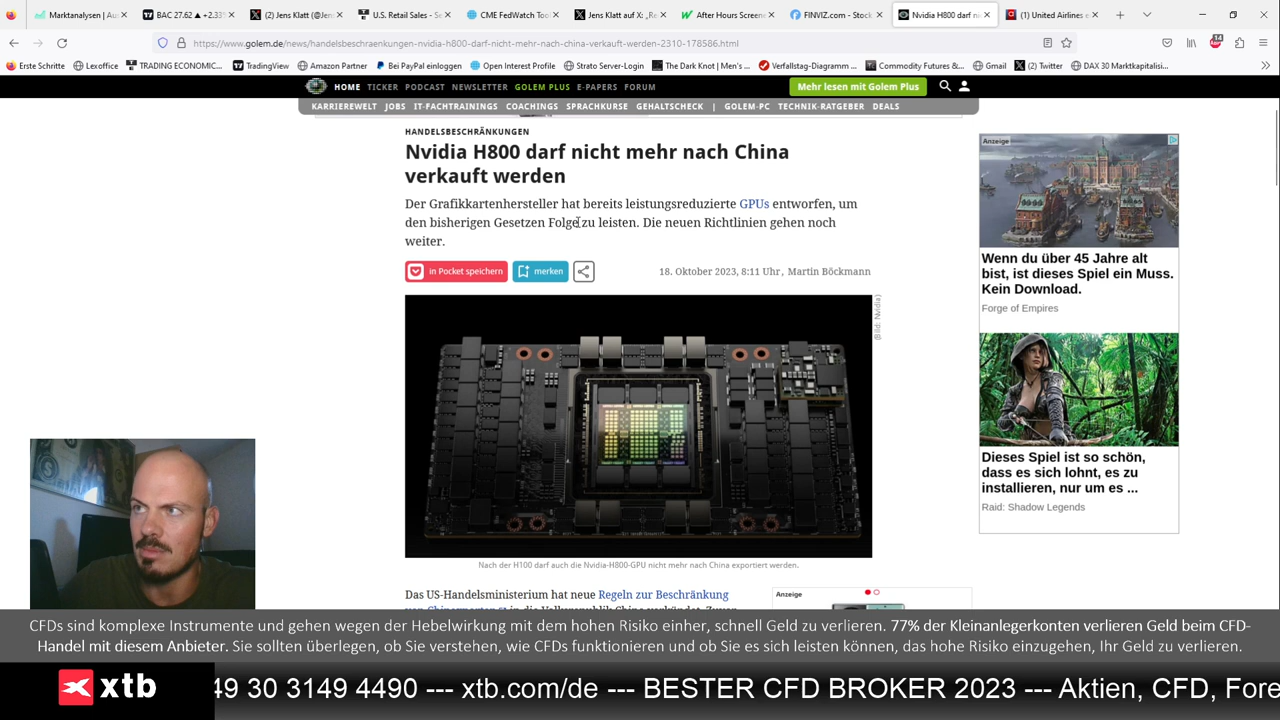 Marktanalysen | Au
BAC 27.62 ▲ +2.33%
(2) Jens Klatt (@Jen
U.S. Retail Sales - Se
CME FedWatch Too
Jens Klatt auf X: „Re
After Hours Screene
FINVIZ.com - Stock
Nvidia H800 darf ni
(1) United Airlines e
https://www.golem.de/news/handelsbeschraenkungen-nvidia-h800-darf-nicht-mehr-nach-china-verkauft-werden-2310-178586.html
14
Erste Schritte
Lexoffice
TRADING ECONOMIC...
TradingView
Amazon Partner
Bei PayPal einloggen
Open Interest Profile
Strato Server-Login
The Dark Knot | Men's ...
Verfallstag-Diagramm ...
Commodity Futures & ...
Gmail
(2) Twitter
DAX 30 Marktkapitalisi...
HOME TICKER PODCAST NEWSLETTER GOLEM PLUS E-PAPERS FORUM
Mehr lesen mit Golem Plus
KARRIEREWELT JOBS IT-FACHTRAININGS COACHINGS SPRACHKURSE GEHALTSCHECK | GOLEM-PC TECHNIK-RATGEBER DEALS
HANDELSBESCHRÄNKUNGEN
Nvidia H800 darf nicht mehr nach China
verkauft werden
Der Grafikkartenhersteller hat bereits leistungsreduzierte GPUs entworfen, um
den bisherigen Gesetzen Folge zu leisten. Die neuen Richtlinien gehen noch
weiter.
in Pocket speichern
merken
18. Oktober 2023, 8:11 Uhr, Martin Böckmann
(Bild: Nvidia)
Nach der H100 darf auch die Nvidia-H800-GPU nicht mehr nach China exportiert werden.
Das US-Handelsministerium hat neue Regeln zur Beschränkung
Anzeige
Wenn du über 45 Jahre alt
bist, ist dieses Spiel ein Muss.
Kein Download.
Forge of Empires
Dieses Spiel ist so schön,
dass es sich lohnt, es zu
installieren, nur um es ...
Raid: Shadow Legends
Anzeige
CFDs sind komplexe Instrumente und gehen wegen der Hebelwirkung mit dem hohen Risiko einher, schnell Geld zu verlieren. 77% der Kleinanlegerkonten verlieren Geld beim CFD-
Handel mit diesem Anbieter. Sie sollten überlegen, ob Sie verstehen, wie CFDs funktionieren und ob Sie es sich leisten können, das hohe Risiko einzugehen, Ihr Geld zu verlieren.
xtb
49 30 3149 4490 --- xtb.com/de --- BESTER CFD BROKER 2023 --- Aktien, CFD, Fore